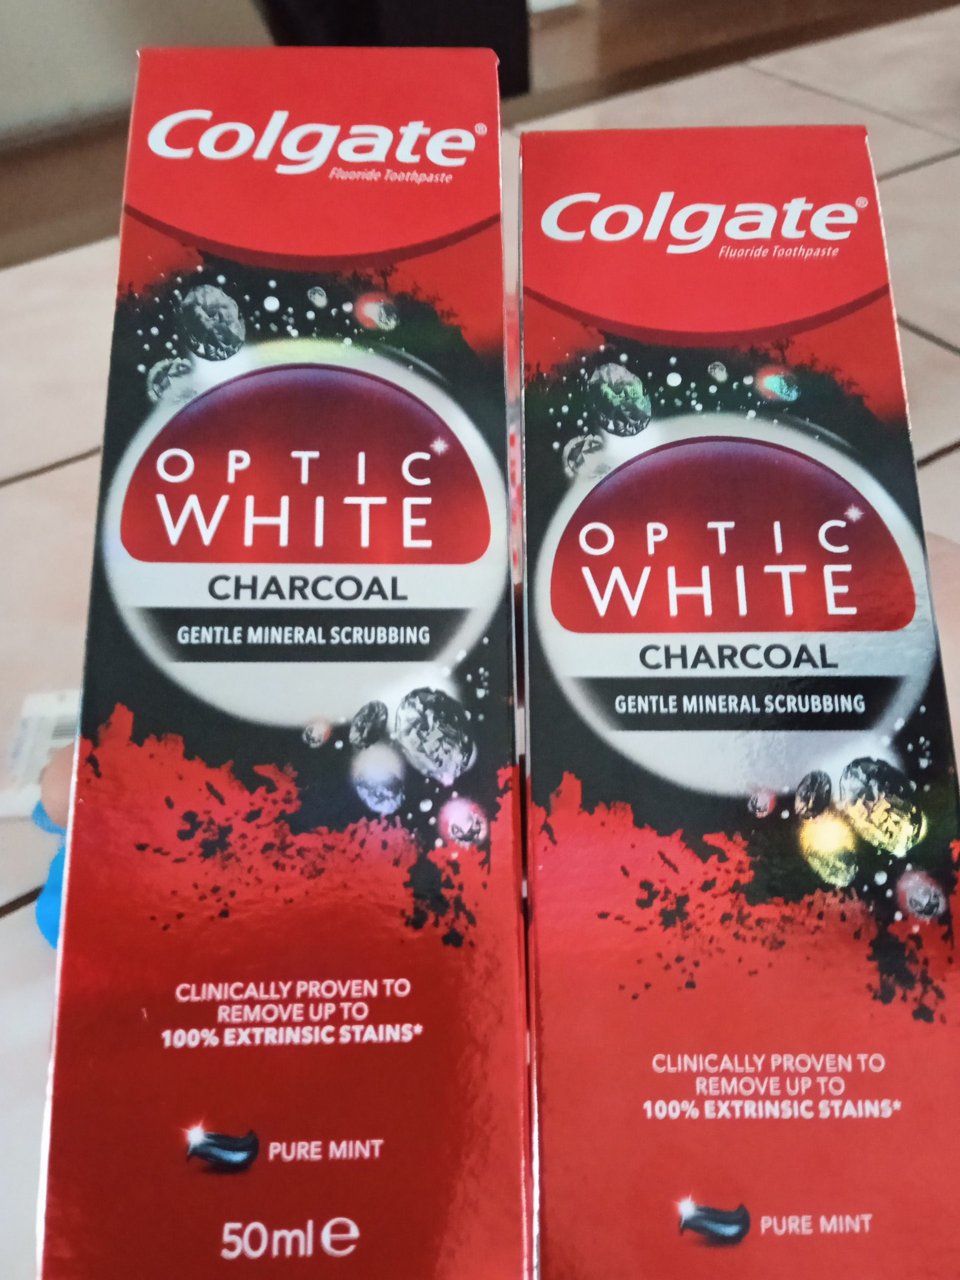 Colgate®
Fluoride Toothpaste
OPTIC
WHITE
CHARCOAL
GENTLE MINERAL SCRUBBING
CLINICALLY PROVEN TO
REMOVE UP TO
100% EXTRINSIC STAINS*
PURE MINT
50ml e
Colgate®
Fluoride Toothpaste
OPTIC
WHITE
CHARCOAL
GENTLE MINERAL SCRUBBING
CLINICALLY PROVEN TO
REMOVE UP TO
100% EXTRINSIC STAINS*
PURE MINT